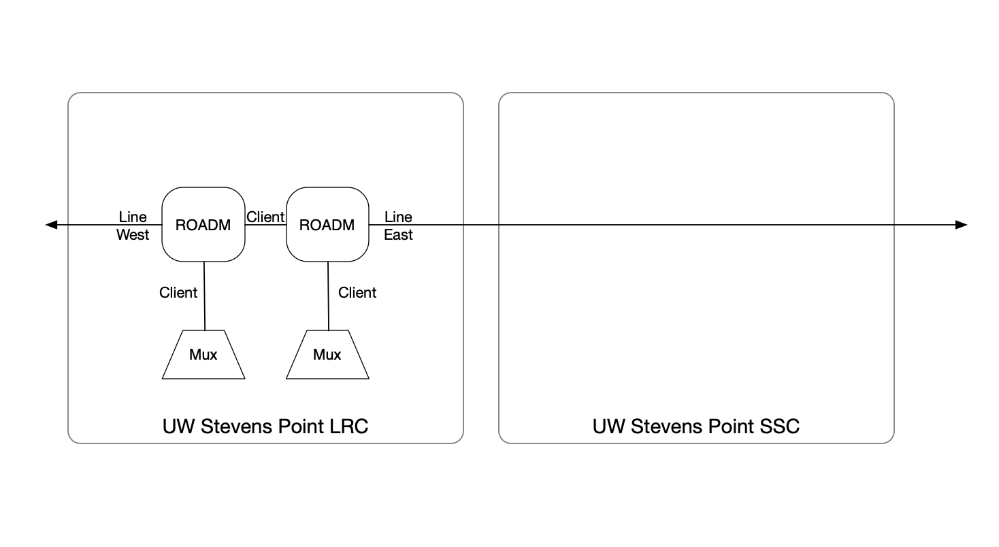 Line
West
ROADM
Client
ROADM
Line
East
Client
Client
Mux
Mux
UW Stevens Point LRC
UW Stevens Point SSC